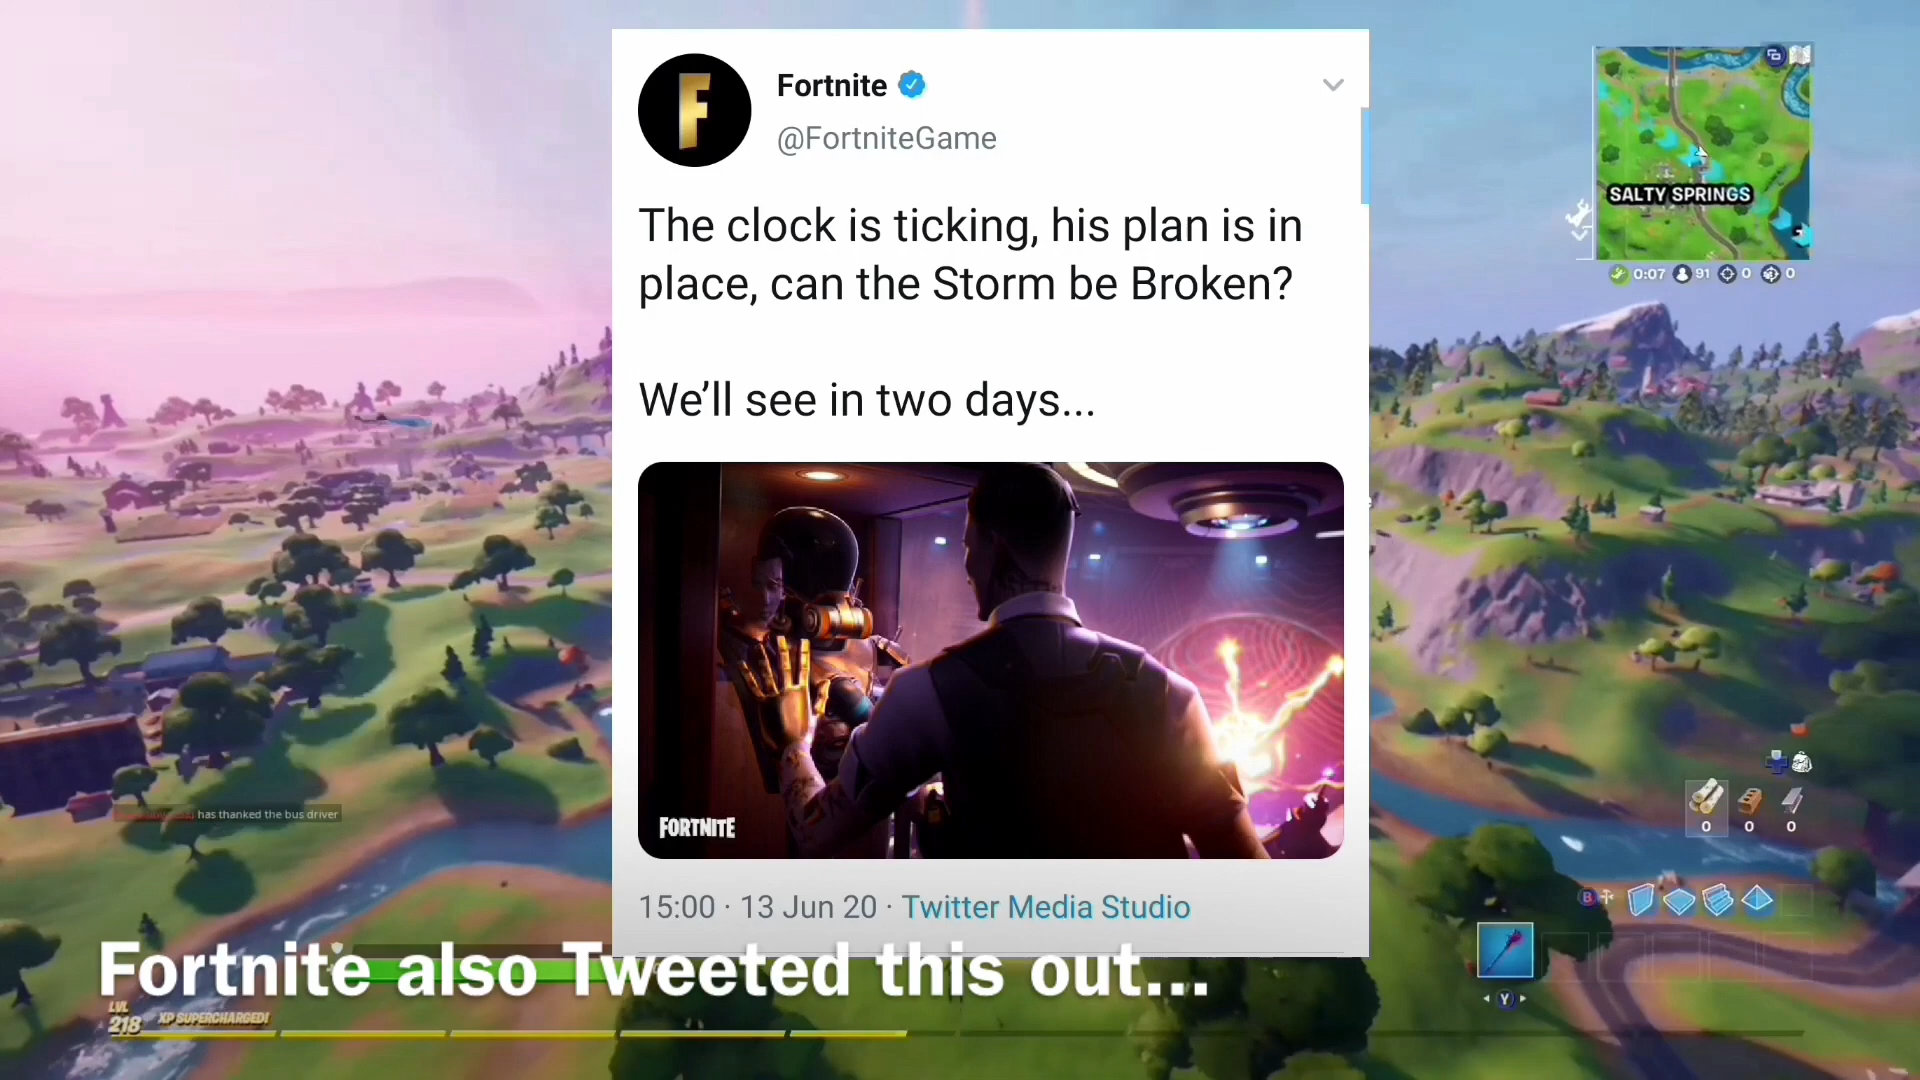 Fortnite
@FortniteGame
The clock is ticking, his plan is in
place, can the Storm be Broken?
We’ll see in two days...
FORTNITE
15:00 · 13 Jun 20 · Twitter Media Studio
SALTY SPRINGS
0:07 91 0 0
has thanked the bus driver
0 0 0
B
Y
Fortnite also Tweeted this out...
LVL
218 XP SUPERCHARGED!